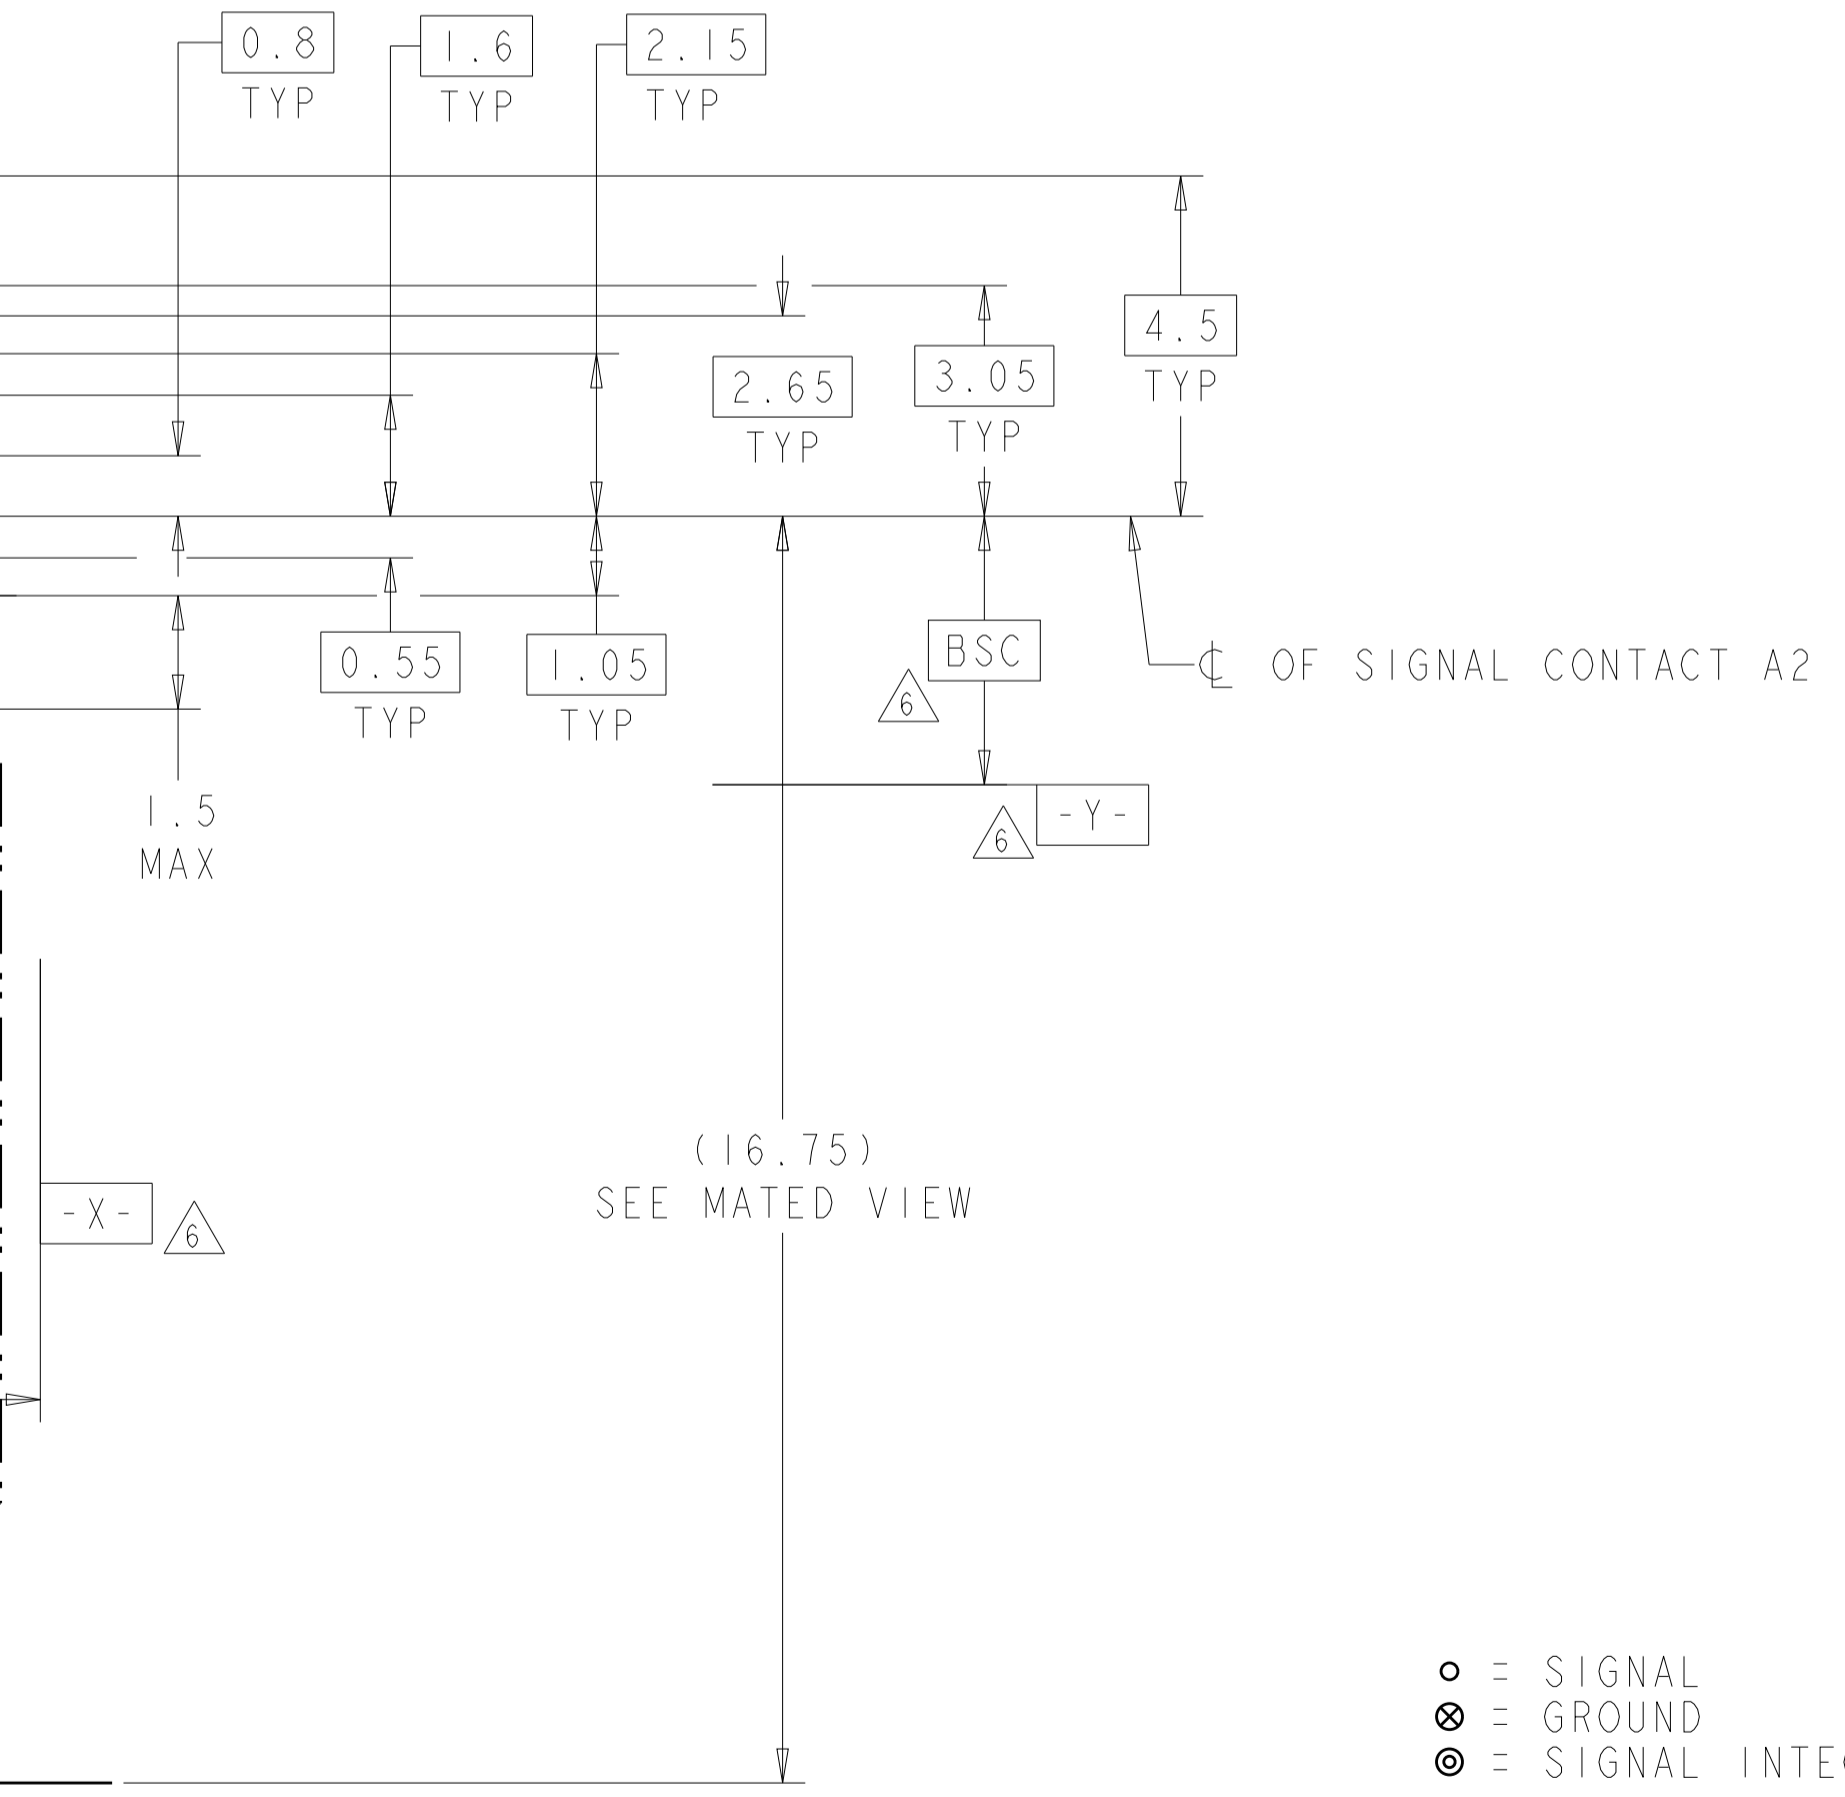 0.8
TYP
1.6
TYP
2.15
TYP
4.5
TYP
3.05
TYP
2.65
TYP
0.55
TYP
1.05
TYP
BSC
6
℄ OF SIGNAL CONTACT A2
1.5
MAX
-Y-
6
(16.75)
SEE MATED VIEW
-X-
6
= SIGNAL
= GROUND
= SIGNAL